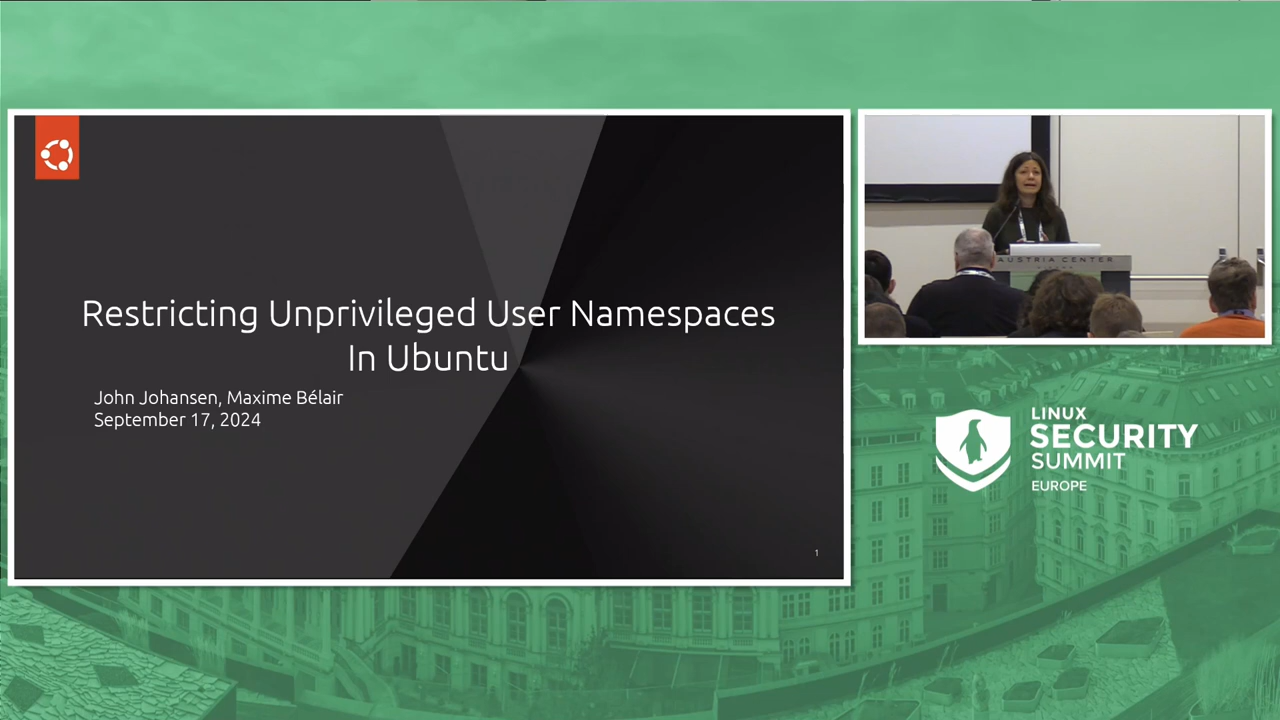 Restricting Unprivileged User Namespaces
In Ubuntu
John Johansen, Maxime Bélair
September 17, 2024
1
AUSTRIA CENTER
LINUX
SECURITY
SUMMIT
EUROPE